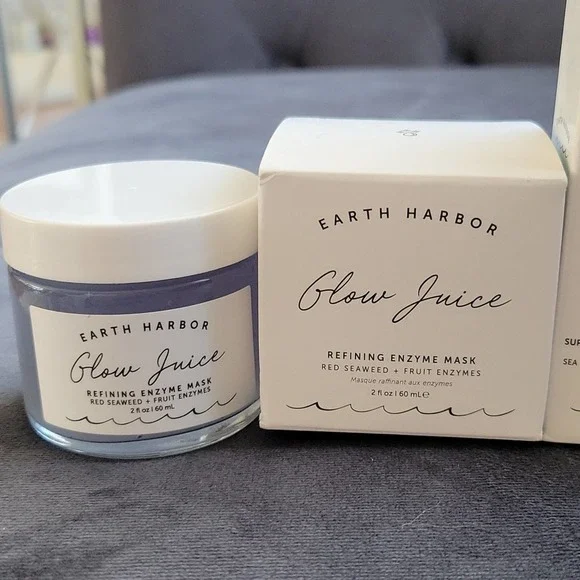 EARTH HARBOR
Glow Juice
REFINING ENZYME MASK
RED SEAWEED + FRUIT ENZYMES
2 fl oz | 60 mL
EARTH HARBOR
Glow Juice
REFINING ENZYME MASK
RED SEAWEED + FRUIT ENZYMES
Masque raffinant aux enzymes
2 fl oz | 60 mL℮
SUR
SEA